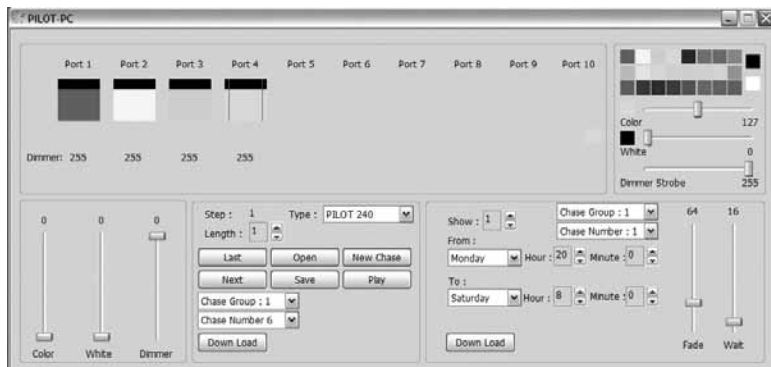 PILOT-PC
Port 1 Port 2 Port 3 Port 4 Port 5 Port 6 Port 7 Port 8 Port 9 Port 10
Dimmer: 255 255 255 255
Color 127
White 0
Dimmer Strobe 255
0 0 0
Color White Dimmer
Step : 1 Type : PILOT 240
Length : 1
Last Open New Chase
Next Save Play
Chase Group : 1
Chase Number 6
Down Load
Show : 1 Chase Group : 1
Chase Number : 1
From :
Monday Hour : 20 Minute : 0
To :
Saturday Hour : 8 Minute : 0
Down Load
64 16
Fade Wait